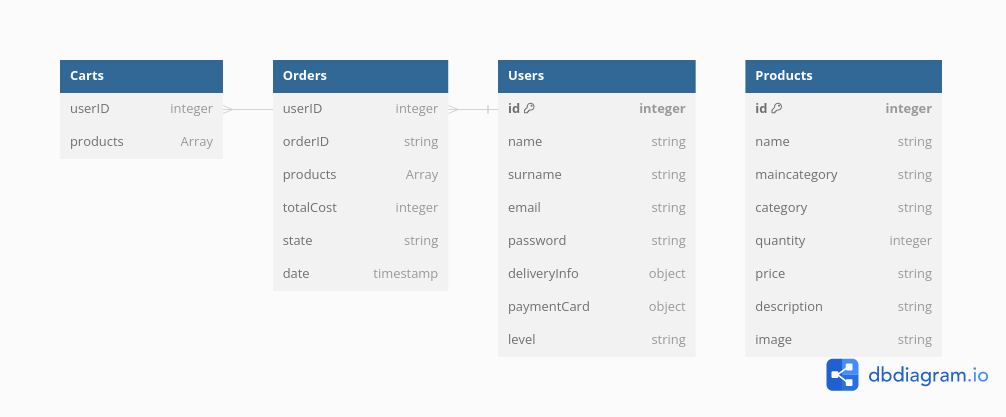 Carts
userID integer
products Array
Orders
userID integer
orderID string
products Array
totalCost integer
state string
date timestamp
Users
id integer
name string
surname string
email string
password string
deliveryInfo object
paymentCard object
level string
Products
id integer
name string
maincategory string
category string
quantity integer
price string
description string
image string
dbdiagram.io